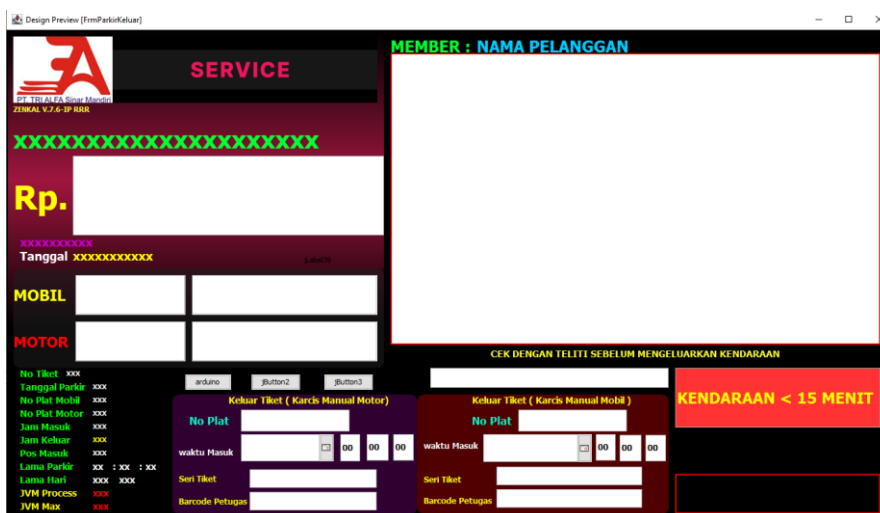 Design Preview [FrmParkirKeluar]
PT. TRI ALFA Sinar Mandiri
SERVICE
ZENKAL V.7.6-IP RRR
MEMBER : NAMA PELANGGAN
XXXXXXXXXXXXXXXXXXXXX
Rp.
XXXXXXXXXX
Tanggal XXXXXXXXXXX
MOBIL
MOTOR
CEK DENGAN TELITI SEBELUM MENGELUARKAN KENDARAAN
No Tiket xxx
Tanggal Parkir xxx
No Plat Mobil xxx
No Plat Motor xxx
Jam Masuk xxx
Jam Keluar xxx
Pos Masuk xxx
Lama Parkir xx : xx : xx
Lama Hari xxx xxx
JVM Process xxx
JVM Max xxx
arduino jButton2 jButton3
Keluar Tiket ( Karcis Manual Motor)
No Plat
waktu Masuk 00 00 00
Seri Tiket
Barcode Petugas
Keluar Tiket ( Karcis Manual Mobil )
No Plat
waktu Masuk 00 00 00
Seri Tiket
Barcode Petugas
KENDARAAN < 15 MENIT